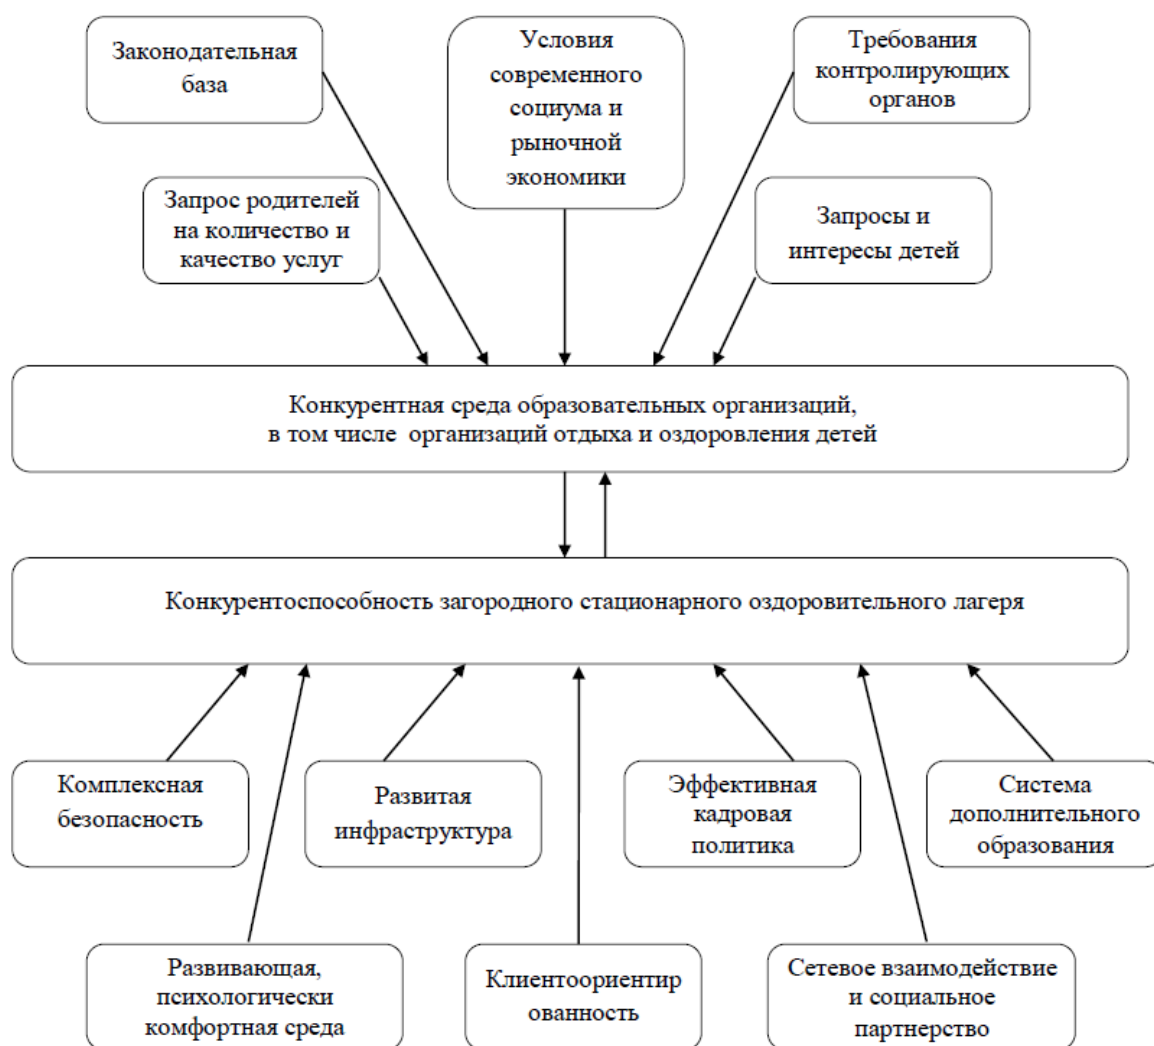 Законодательная
база
Условия
современного
социума и
рыночной
экономики
Требования
контролирующих
органов
Запрос родителей
на количество и
качество услуг
Запросы и
интересы детей
Конкурентная среда образовательных организаций,
в том числе организаций отдыха и оздоровления детей
Конкурентоспособность загородного стационарного оздоровительного лагеря
Комплексная
безопасность
Развитая
инфраструктура
Эффективная
кадровая
политика
Система
дополнительного
образования
Развивающая,
психологически
комфортная среда
Клиентоориентир
ованность
Сетевое взаимодействие
и социальное
партнерство